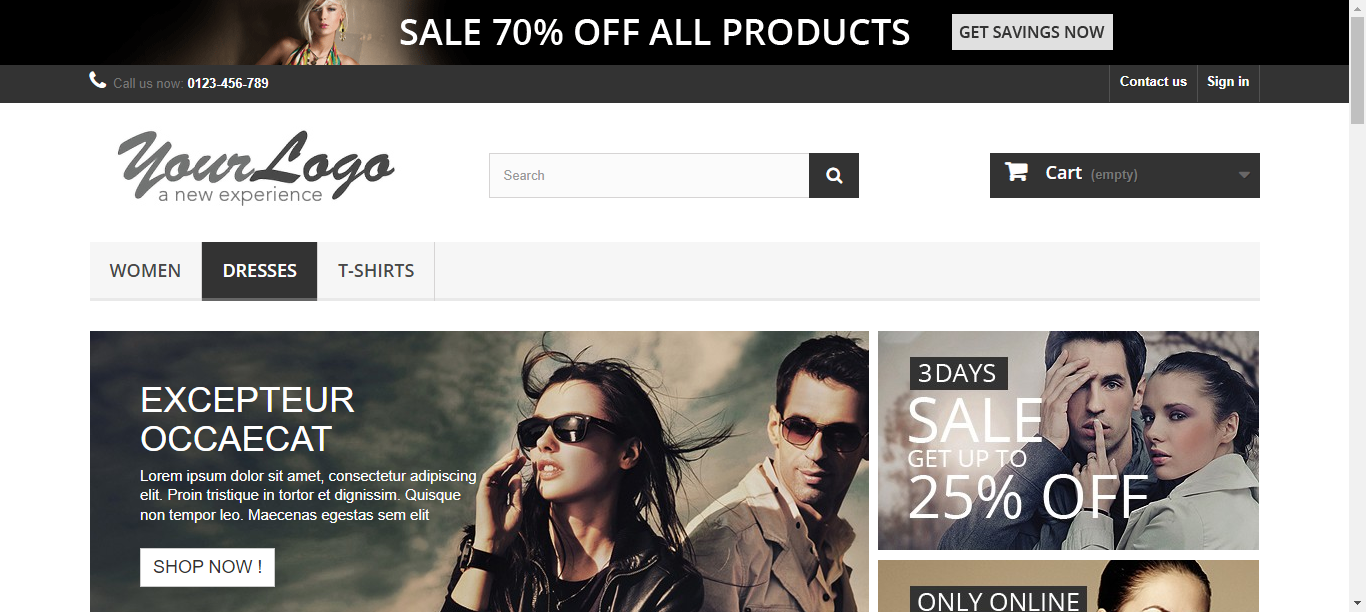 SALE 70% OFF ALL PRODUCTS
GET SAVINGS NOW
Call us now: 0123-456-789
Contact us
Sign in
YourLogo
a new experience
Search
Cart (empty)
WOMEN
DRESSES
T-SHIRTS
EXCEPTEUR
OCCAECAT
Lorem ipsum dolor sit amet, consectetur adipiscing
elit. Proin tristique in tortor et dignissim. Quisque
non tempor leo. Maecenas egestas sem elit
SHOP NOW !
3 DAYS
SALE
GET UP TO
25% OFF
ONLY ONLINE